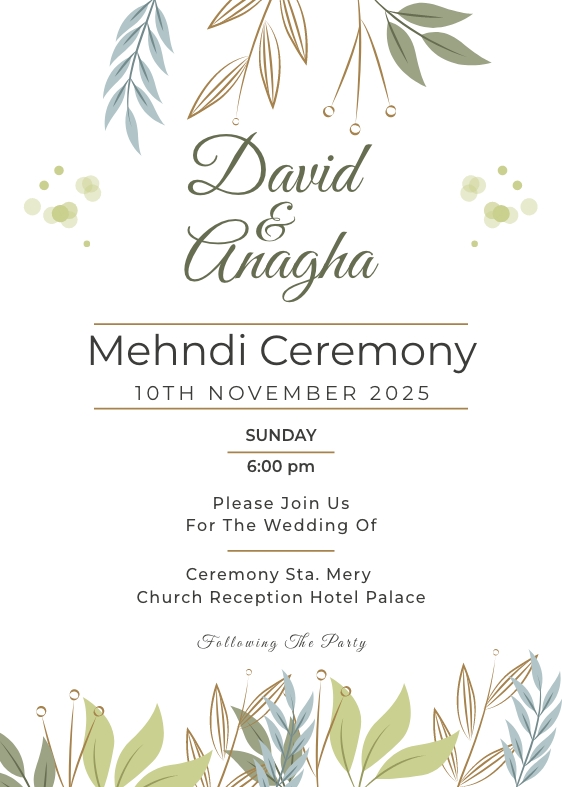 David
&
Anagha
Mehndi Ceremony
10TH NOVEMBER 2025
SUNDAY
6:00 pm
Please Join Us
For The Wedding Of
Ceremony Sta. Mery
Church Reception Hotel Palace
Following The Party